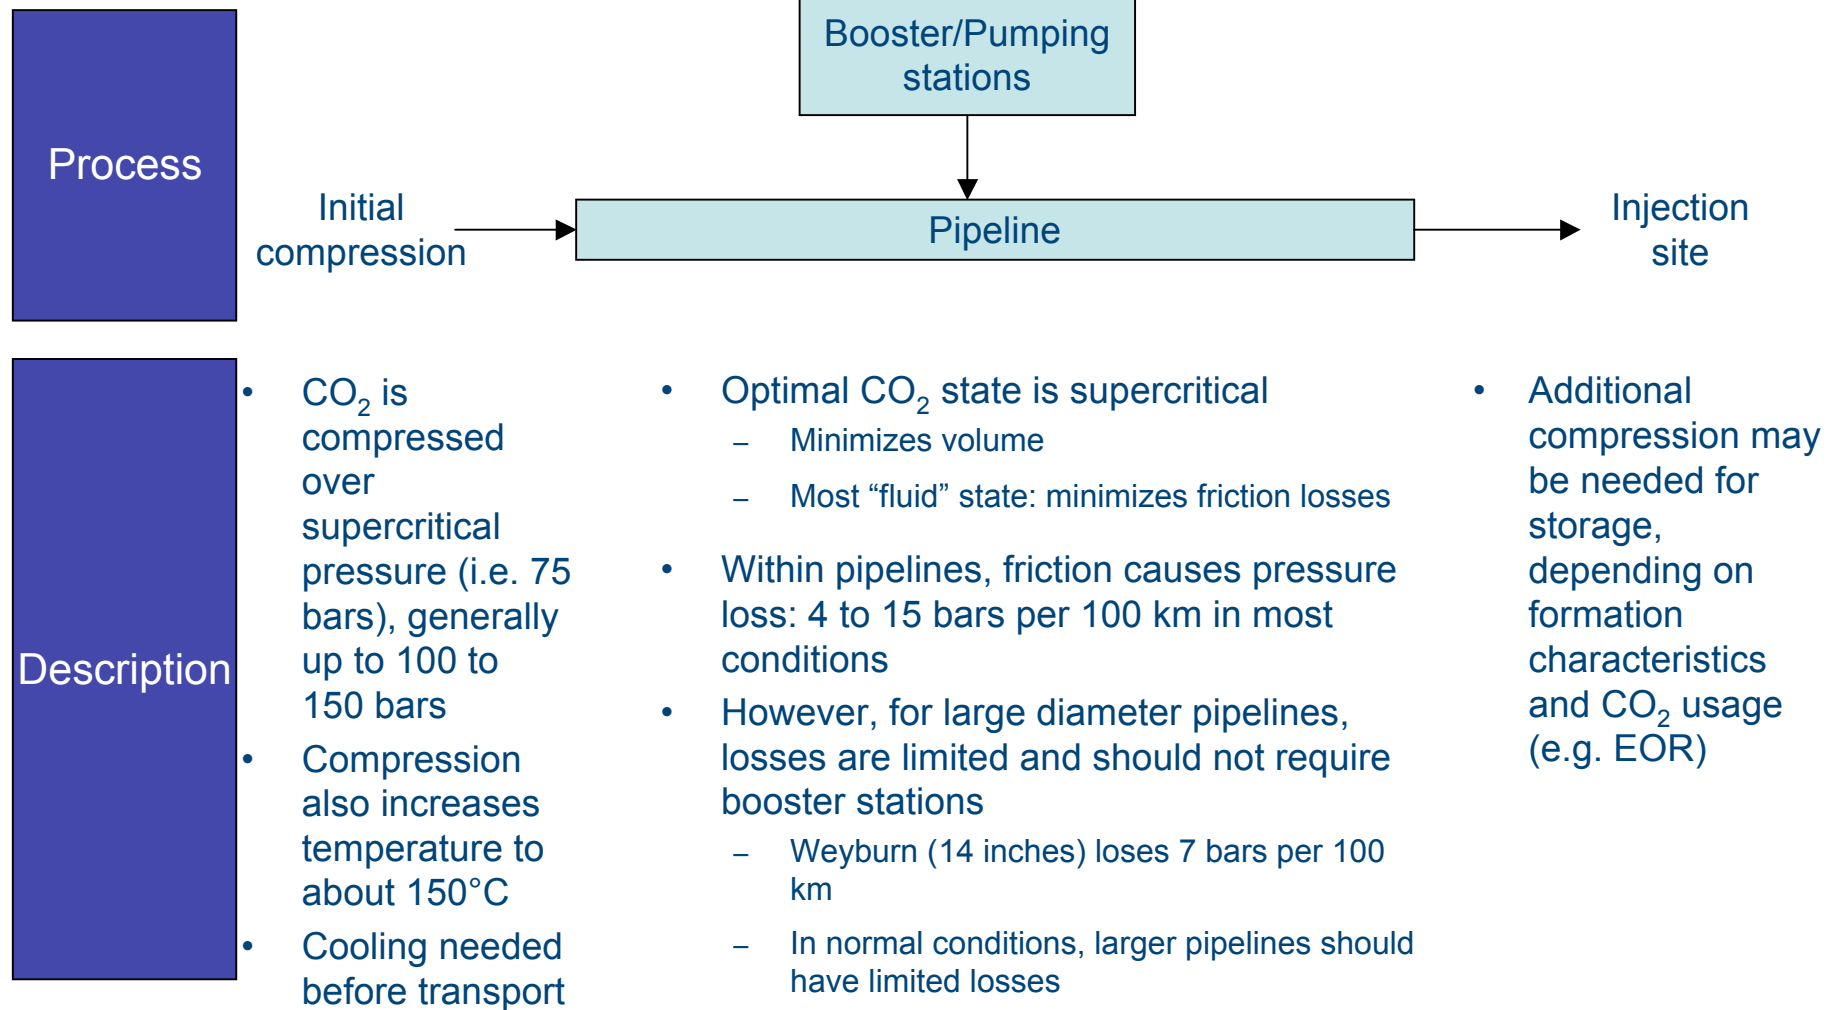 Booster/Pumping
stations
Process
Initial
compression
Pipeline
Injection
site
Description
• CO₂ is
compressed
over
supercritical
pressure (i.e. 75
bars), generally
up to 100 to
150 bars
• Compression
also increases
temperature to
about 150°C
• Cooling needed
before transport
• Optimal CO₂ state is supercritical
– Minimizes volume
– Most “fluid” state: minimizes friction losses
• Within pipelines, friction causes pressure
loss: 4 to 15 bars per 100 km in most
conditions
• However, for large diameter pipelines,
losses are limited and should not require
booster stations
– Weyburn (14 inches) loses 7 bars per 100
km
– In normal conditions, larger pipelines should
have limited losses
• Additional
compression may
be needed for
storage,
depending on
formation
characteristics
and CO₂ usage
(e.g. EOR)